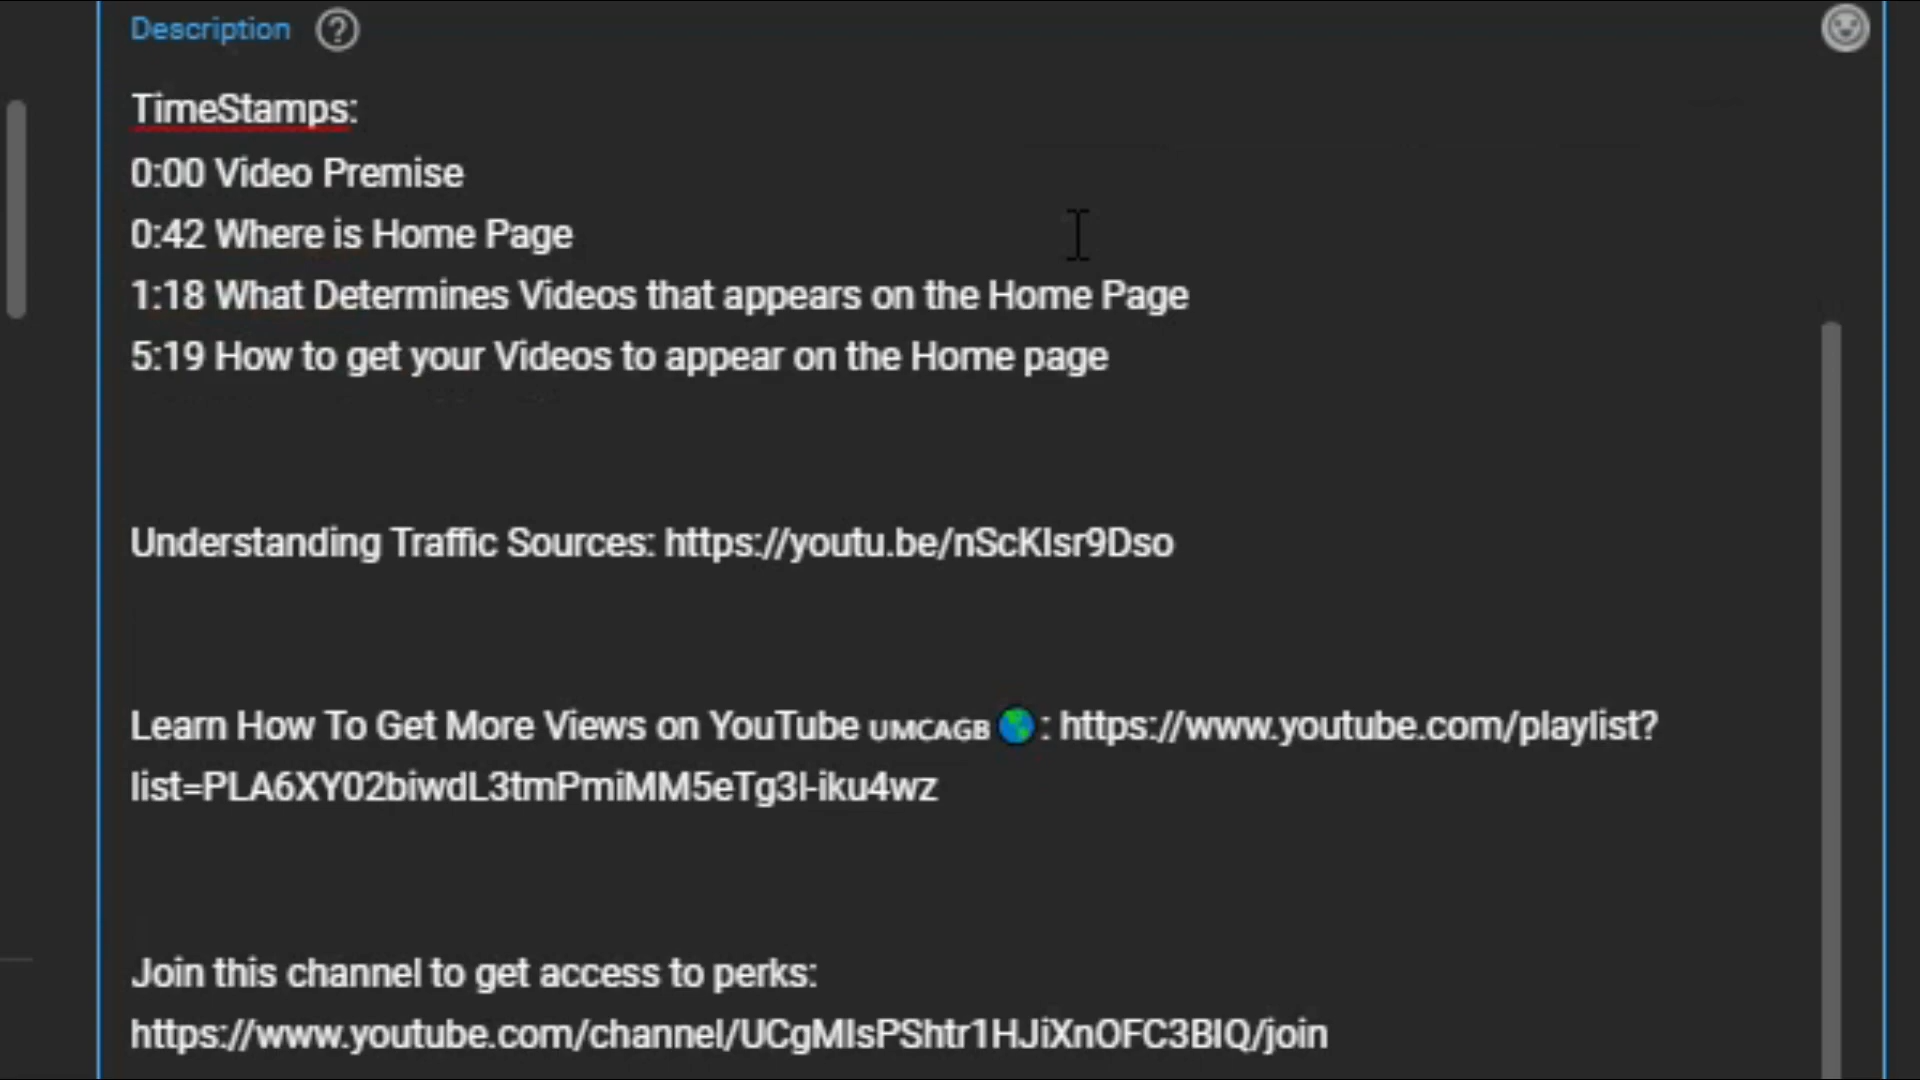 Description
TimeStamps:
0:00 Video Premise
0:42 Where is Home Page
1:18 What Determines Videos that appears on the Home Page
5:19 How to get your Videos to appear on the Home page
Understanding Traffic Sources: https://youtu.be/nScKlsr9Dso
Learn How To Get More Views on YouTube ᴜᴍᴄᴀɢʙ🌎: https://www.youtube.com/playlist?
list=PLA6XY02biwdL3tmPmiMM5eTg3l-iku4wz
Join this channel to get access to perks:
https://www.youtube.com/channel/UCgMIsPShtr1HJiXnOFC3BIQ/join